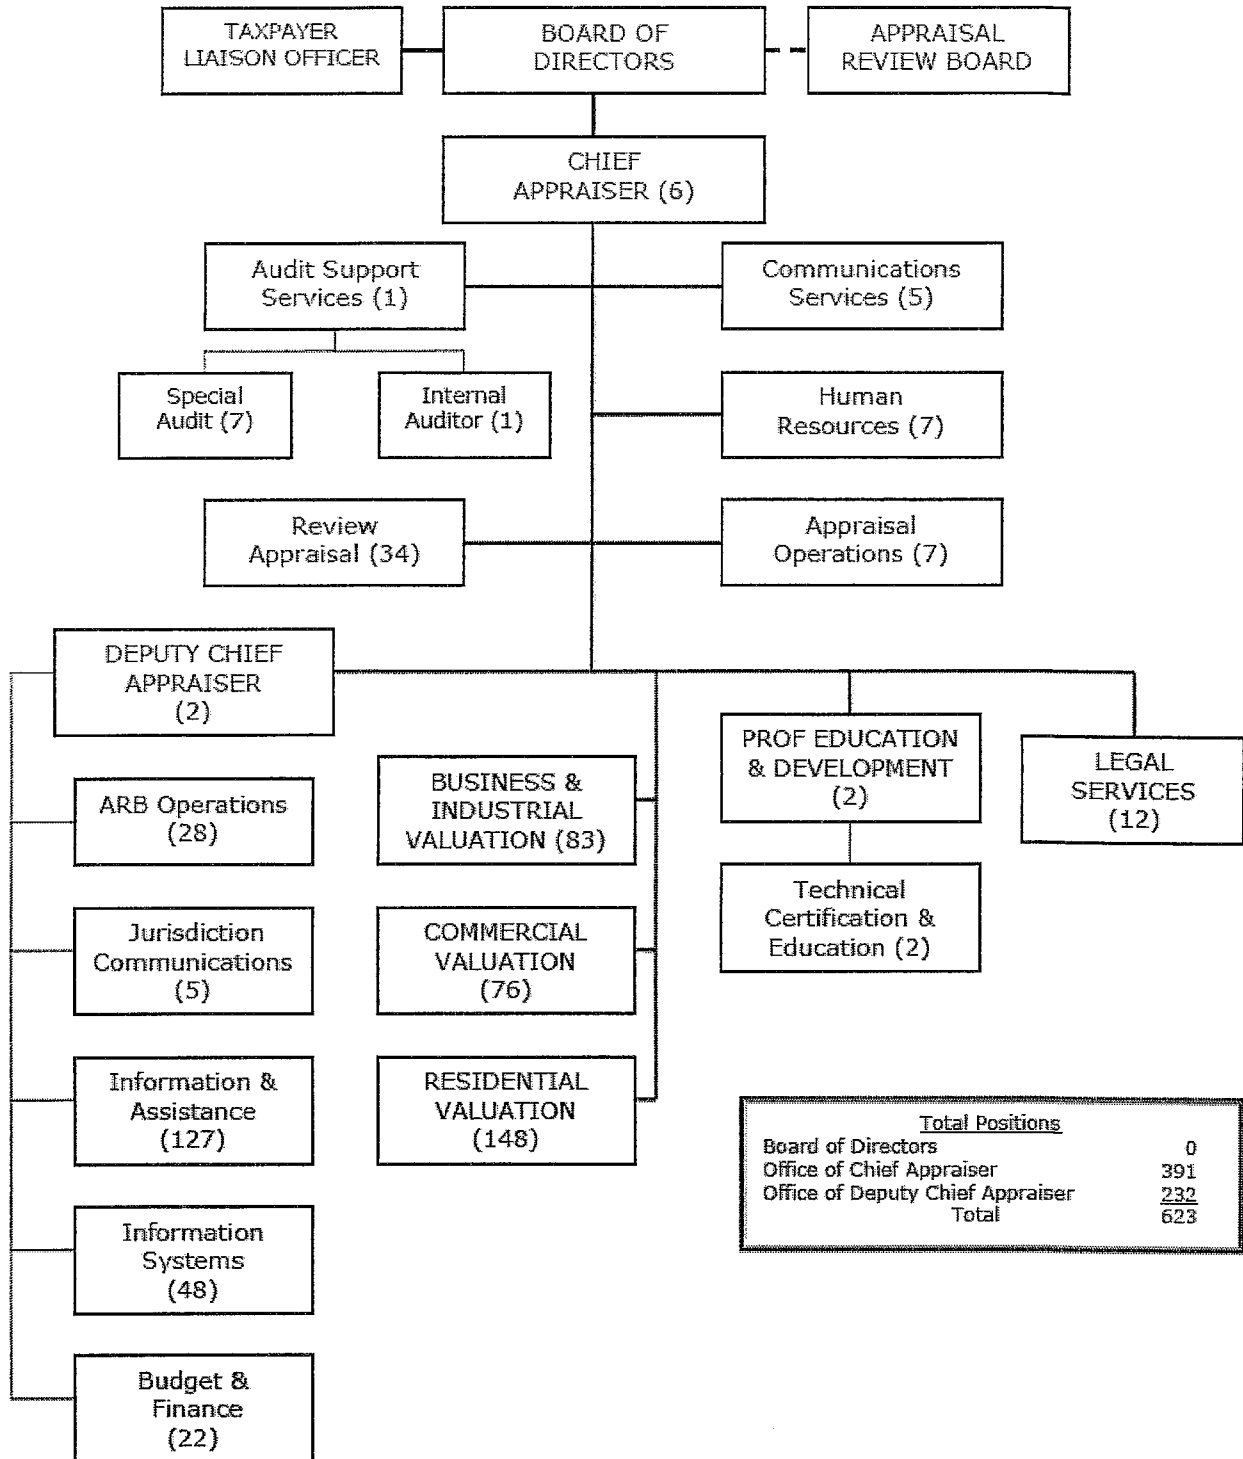 TAXPAYER
LIAISON OFFICER
BOARD OF
DIRECTORS
APPRAISAL
REVIEW BOARD
CHIEF
APPRAISER (6)
Audit Support
Services (1)
Communications
Services (5)
Special
Audit (7)
Internal
Auditor (1)
Human
Resources (7)
Review
Appraisal (34)
Appraisal
Operations (7)
DEPUTY CHIEF
APPRAISER
(2)
ARB Operations
(28)
Jurisdiction
Communications
(5)
Information &
Assistance
(127)
Information
Systems
(48)
Budget &
Finance
(22)
BUSINESS &
INDUSTRIAL
VALUATION (83)
COMMERCIAL
VALUATION
(76)
RESIDENTIAL
VALUATION
(148)
PROF EDUCATION
& DEVELOPMENT
(2)
Technical
Certification &
Education (2)
LEGAL
SERVICES
(12)
Total Positions
Board of Directors 0
Office of Chief Appraiser 391
Office of Deputy Chief Appraiser 232
Total 623